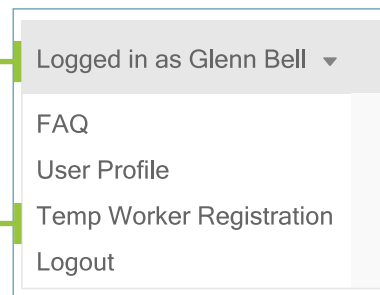 Logged in as Glenn Bell
FAQ
User Profile
Temp Worker Registration
Logout